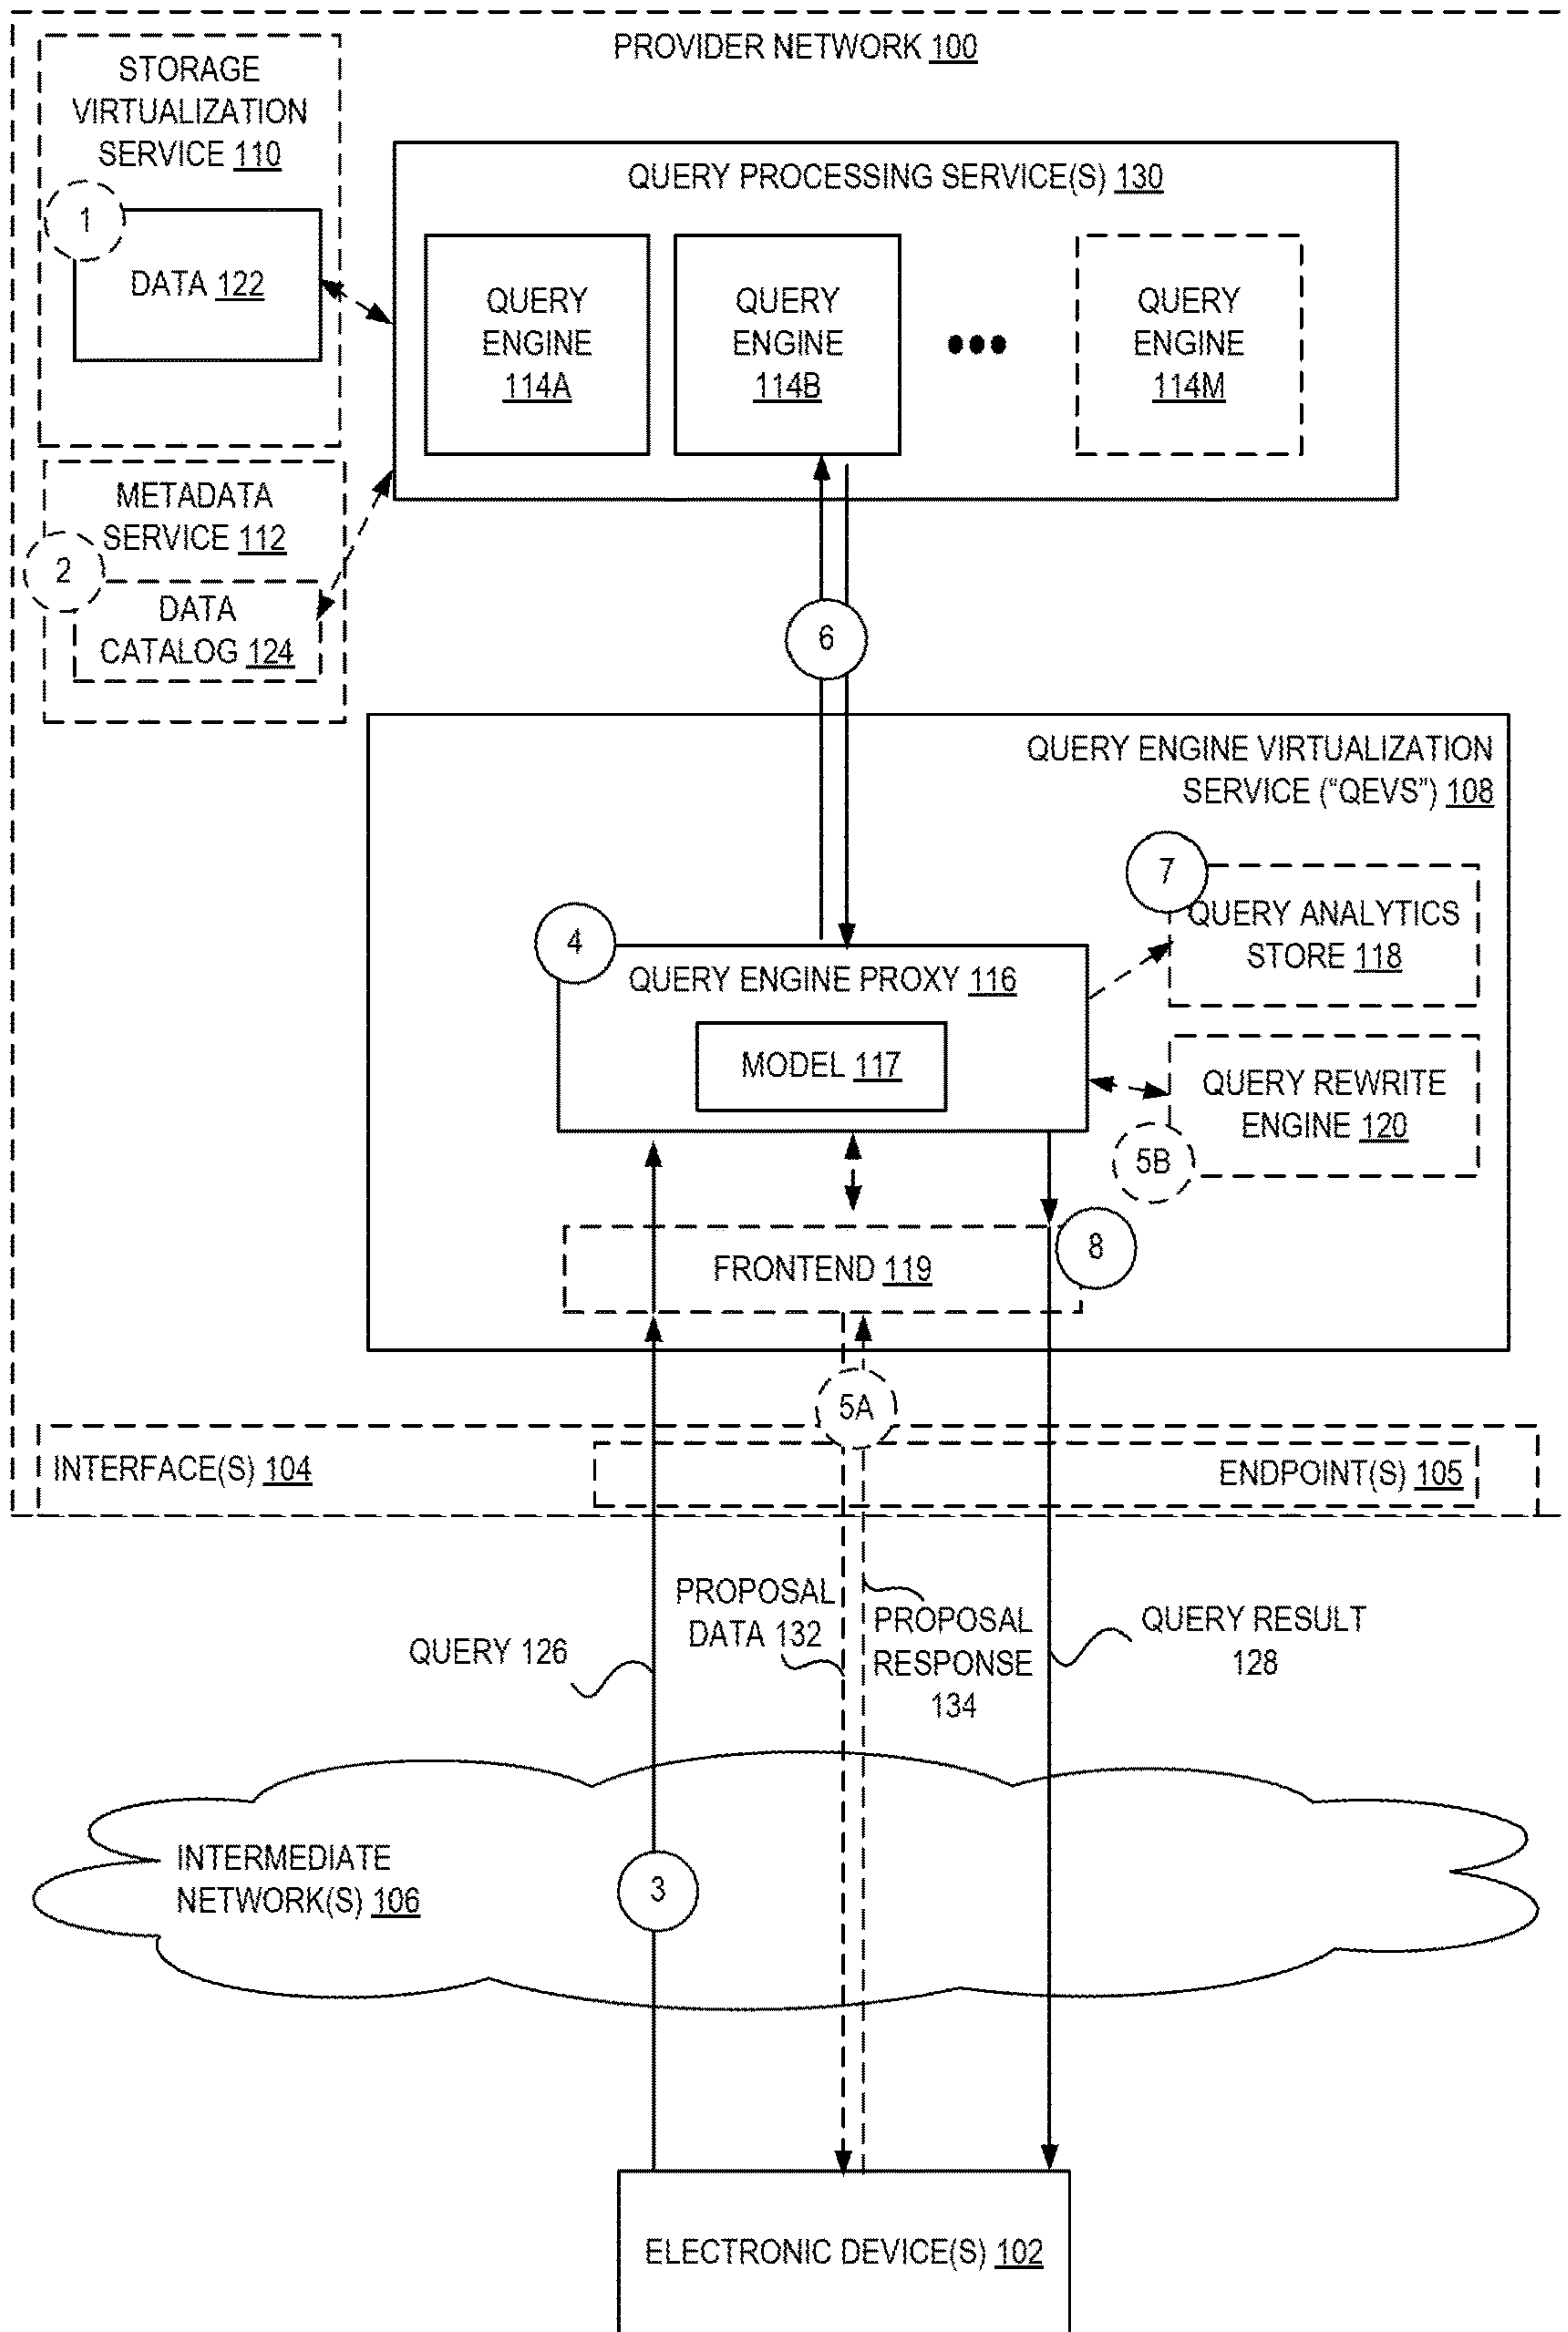 PROVIDER NETWORK 100
STORAGE
VIRTUALIZATION
SERVICE 110
1
DATA 122
QUERY PROCESSING SERVICE(S) 130
QUERY
ENGINE
114A
QUERY
ENGINE
114B
QUERY
ENGINE
114M
METADATA
SERVICE 112
2
DATA
CATALOG 124
6
QUERY ENGINE VIRTUALIZATION
SERVICE (“QEVS”) 108
7
QUERY ANALYTICS
STORE 118
4
QUERY ENGINE PROXY 116
MODEL 117
QUERY REWRITE
ENGINE 120
5B
FRONTEND 119
8
5A
INTERFACE(S) 104
ENDPOINT(S) 105
PROPOSAL
DATA 132
PROPOSAL
RESPONSE
134
QUERY RESULT
128
QUERY 126
INTERMEDIATE
NETWORK(S) 106
3
ELECTRONIC DEVICE(S) 102